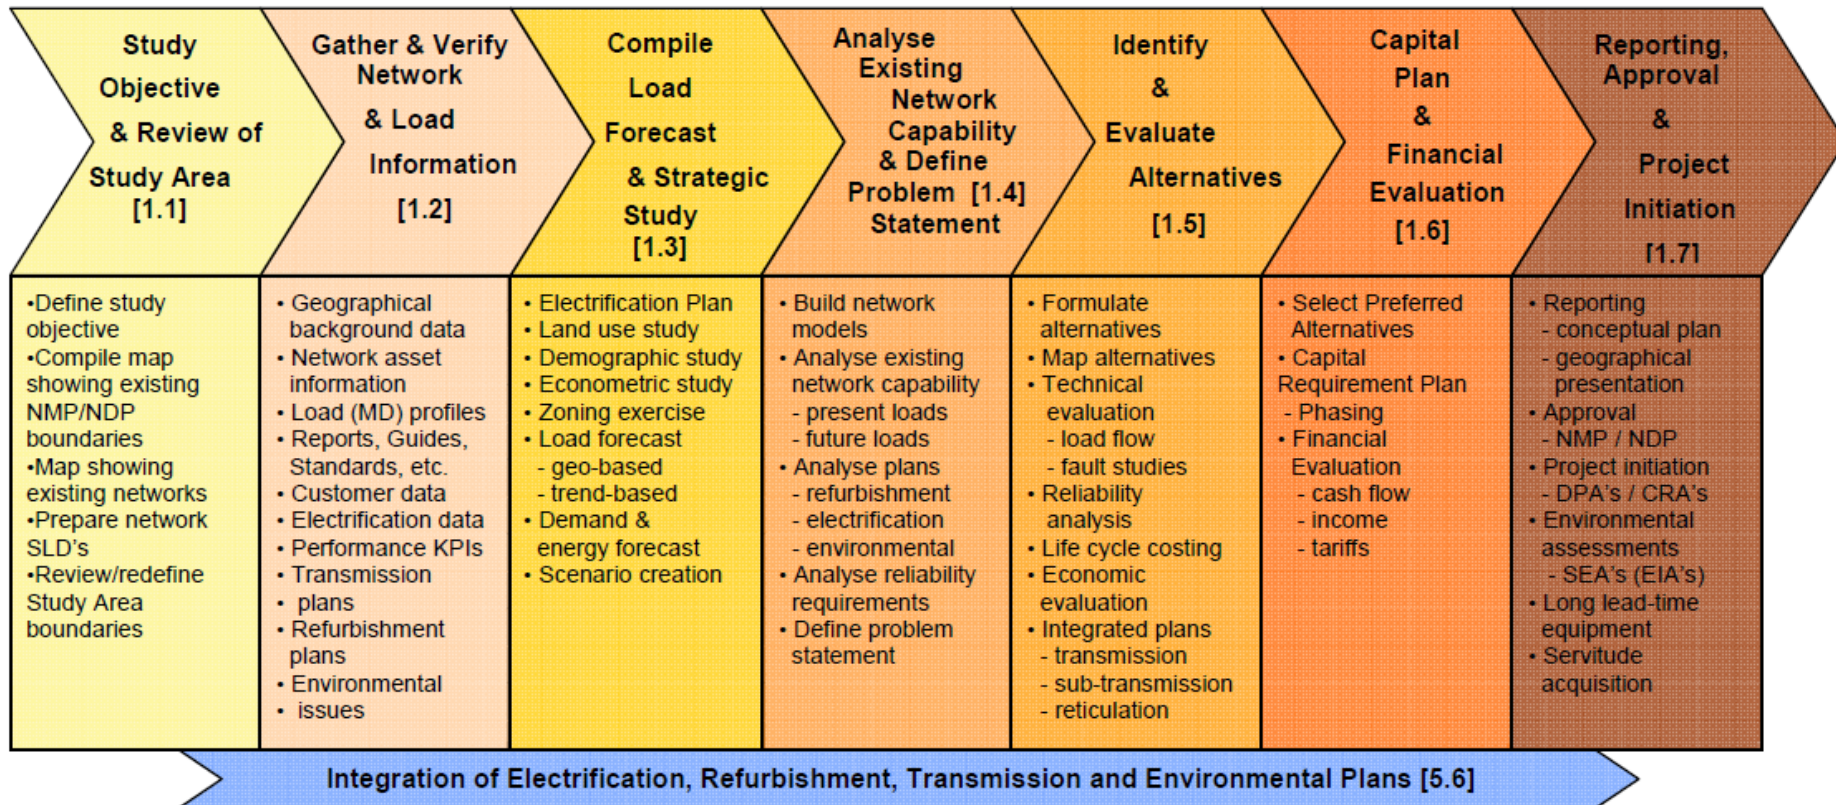 Study
Objective
& Review of
Study Area
[1.1]
Gather & Verify
Network
& Load
Information
[1.2]
Compile
Load
Forecast
& Strategic
Study
[1.3]
Analyse
Existing
Network
Capability
& Define
Problem [1.4]
Statement
Identify
&
Evaluate
Alternatives
[1.5]
Capital
Plan
&
Financial
Evaluation
[1.6]
Reporting,
Approval
&
Project
Initiation
[1.7]
•Define study
objective
•Compile map
showing existing
NMP/NDP
boundaries
•Map showing
existing networks
•Prepare network
SLD's
•Review/redefine
Study Area
boundaries
• Geographical
background data
• Network asset
information
• Load (MD) profiles
• Reports, Guides,
Standards, etc.
• Customer data
• Electrification data
• Performance KPIs
• Transmission
• plans
• Refurbishment
plans
• Environmental
• issues
• Electrification Plan
• Land use study
• Demographic study
• Econometric study
• Zoning exercise
• Load forecast
- geo-based
- trend-based
• Demand &
energy forecast
• Scenario creation
• Build network
models
• Analyse existing
network capability
- present loads
- future loads
• Analyse plans
- refurbishment
- electrification
- environmental
• Analyse reliability
requirements
• Define problem
statement
• Formulate
alternatives
• Map alternatives
• Technical
evaluation
- load flow
- fault studies
• Reliability
analysis
• Life cycle costing
• Economic
evaluation
• Integrated plans
- transmission
- sub-transmission
- reticulation
• Select Preferred
Alternatives
• Capital
Requirement Plan
- Phasing
• Financial
Evaluation
- cash flow
- income
- tariffs
• Reporting
- conceptual plan
- geographical
presentation
• Approval
- NMP / NDP
• Project initiation
- DPA's / CRA's
• Environmental
assessments
- SEA's (EIA's)
• Long lead-time
equipment
• Servitude
acquisition
Integration of Electrification, Refurbishment, Transmission and Environmental Plans [5.6]